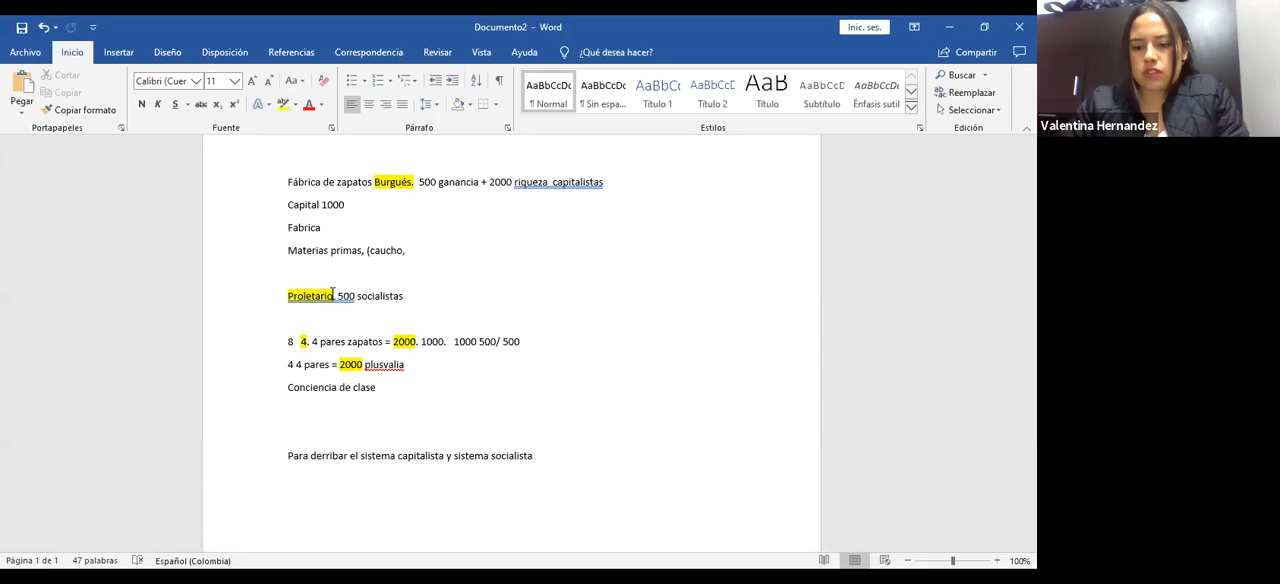 Documento2 - Word
Inic. ses.
Archivo Inicio Insertar Diseño Disposición Referencias Correspondencia Revisar Vista Ayuda ¿Qué desea hacer? Compartir
Pegar
Cortar
Copiar
Copiar formato
Portapapeles
Calibri (Cuer 11
Aa
N K S abc x₂ x²
Fuente
Párrafo
AaBbCcDc AaBbCcDc AaBbCc AaBbCcD AaB AaBbCcD AaBbCcDc
¶ Normal ¶ Sin espa... Título 1 Título 2 Título Subtítulo Énfasis sutil
Estilos
Buscar
Reemplazar
Seleccionar
Edición
Valentina Hernandez
Fábrica de zapatos Burgués. 500 ganancia + 2000 riqueza capitalistas
Capital 1000
Fabrica
Materias primas, (caucho,
Proletario. 500 socialistas
8 4. 4 pares zapatos = 2000. 1000. 1000 500/ 500
4 4 pares = 2000 plusvalia
Conciencia de clase
Para derribar el sistema capitalista y sistema socialista
Página 1 de 1 47 palabras Español (Colombia) 100%